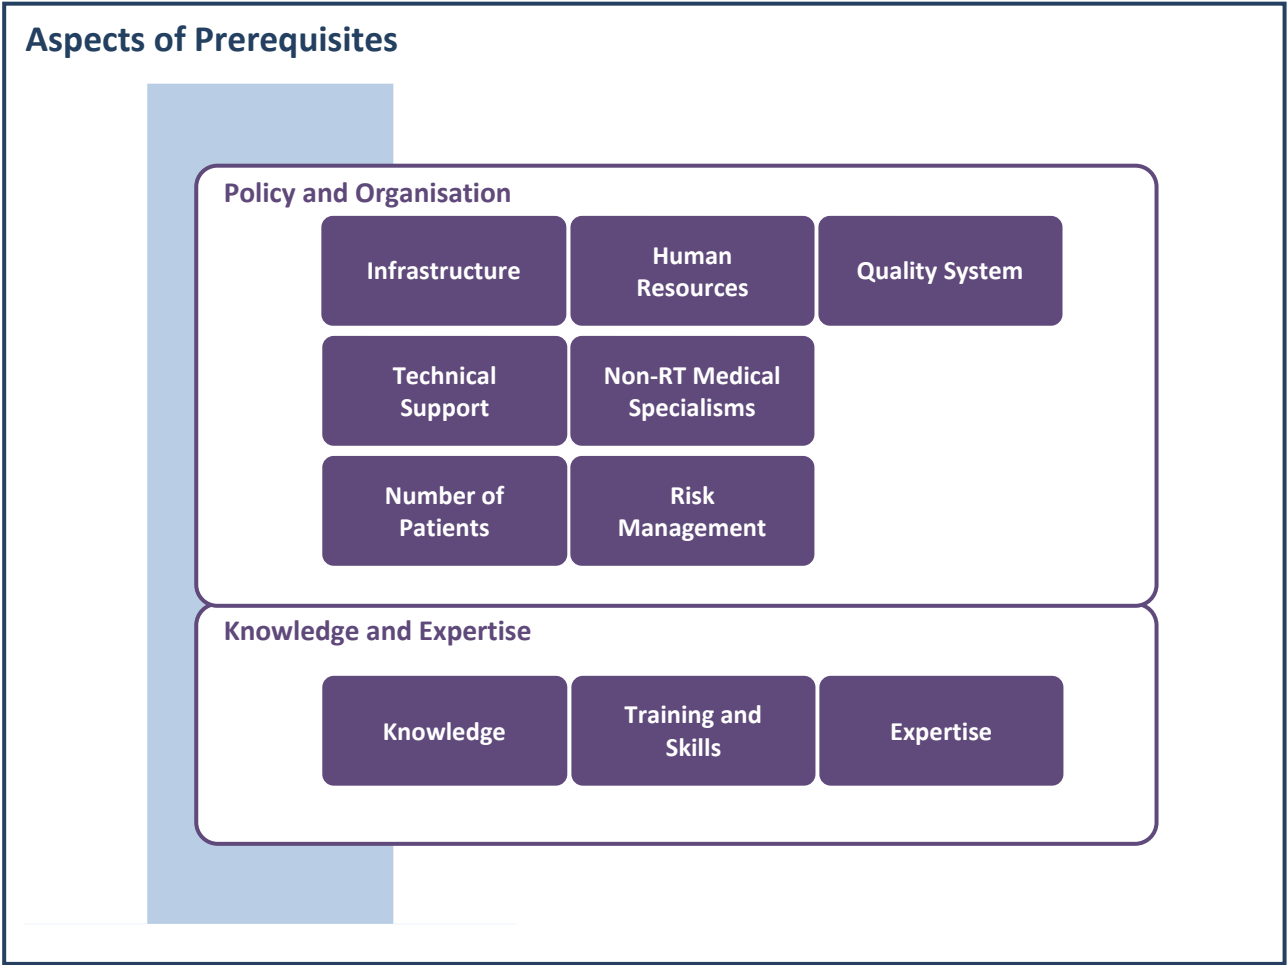 Aspects of Prerequisites
Policy and Organisation
Infrastructure
Human
Resources
Quality System
Technical
Support
Non-RT Medical
Specialisms
Number of
Patients
Risk
Management
Knowledge and Expertise
Knowledge
Training and
Skills
Expertise